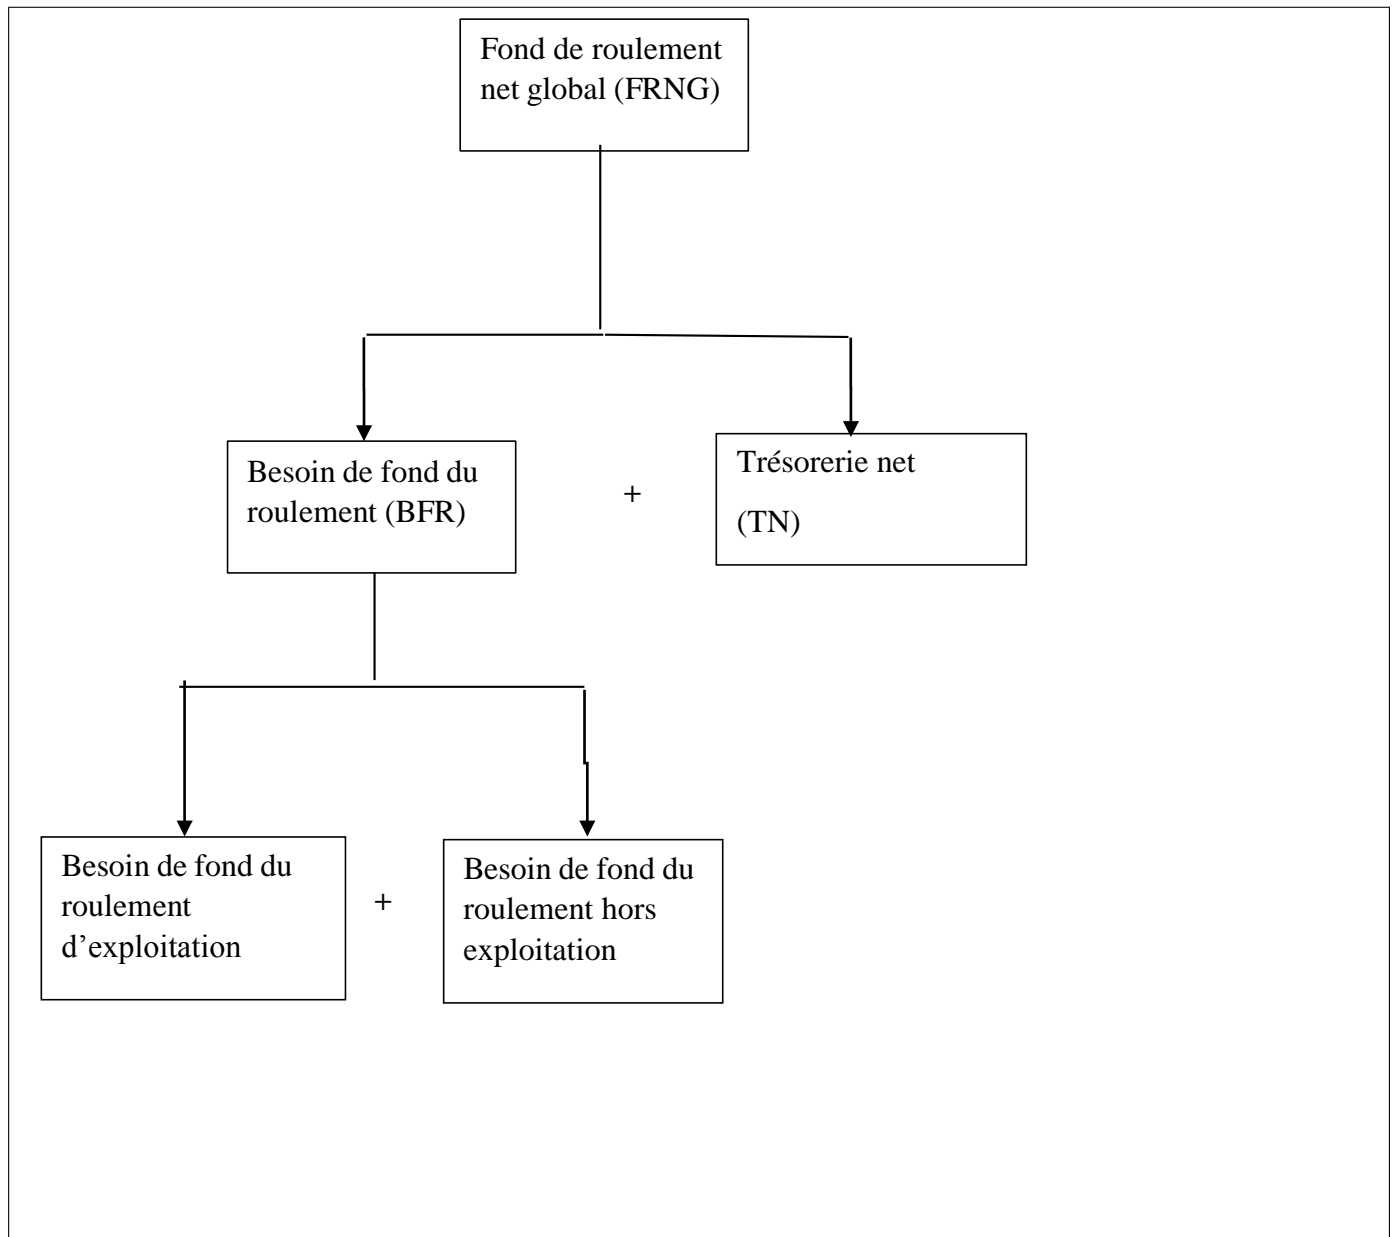 Fond de roulement
net global (FRNG)
Besoin de fond du
roulement (BFR)
+
Trésorerie net
(TN)
Besoin de fond du
roulement
d’exploitation
+
Besoin de fond du
roulement hors
exploitation